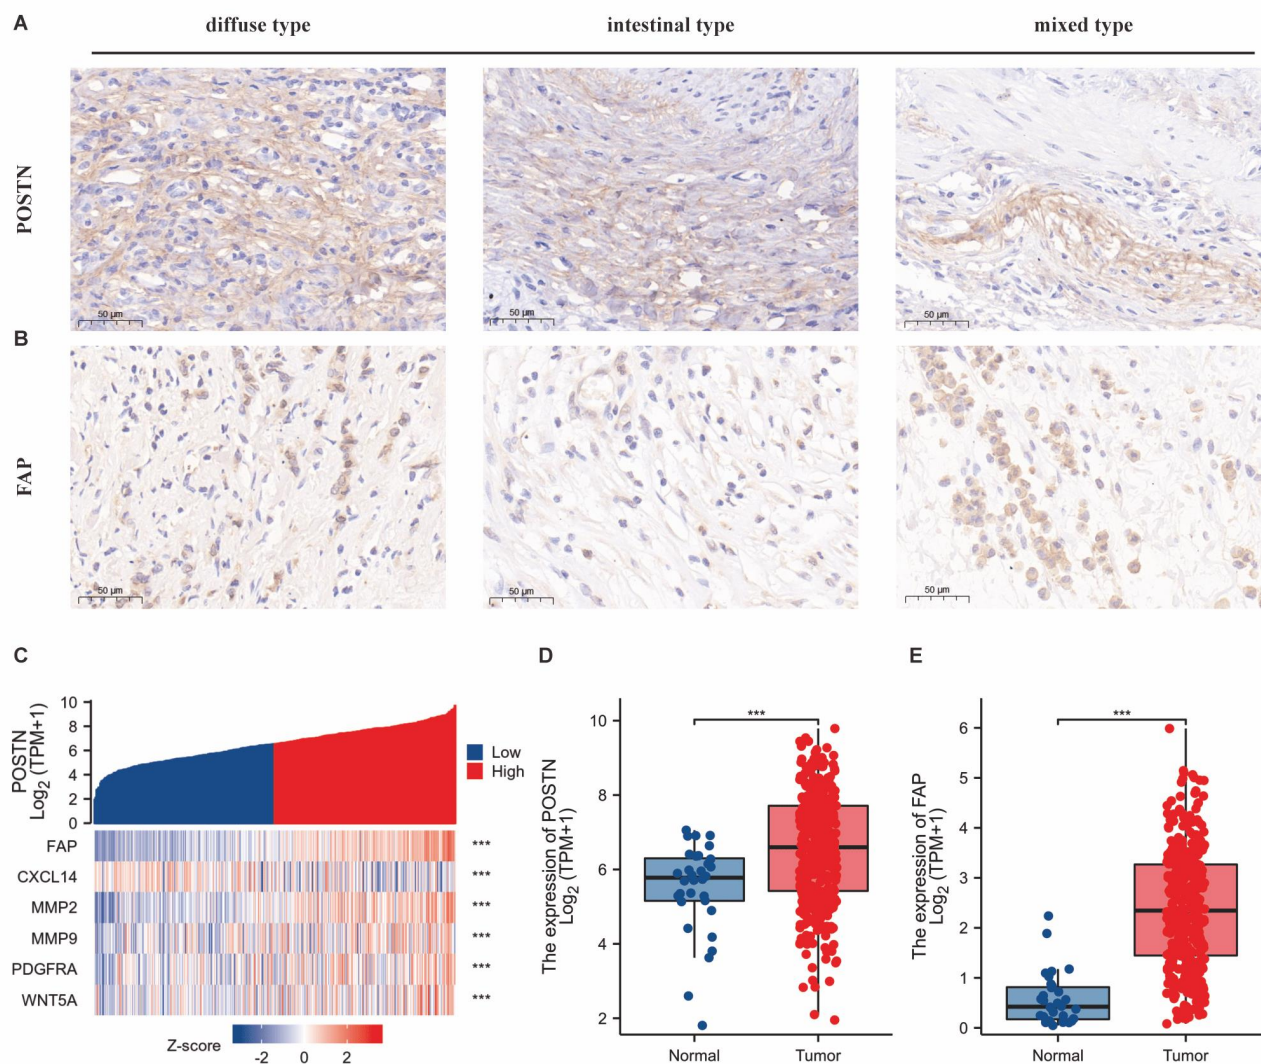 A
diffuse type
intestinal type
mixed type
POSTN
50 µm
50 µm
50 µm
B
FAP
50 µm
50 µm
50 µm
C
POSTN
Log2 (TPM+1)
10
8
6
4
2
0
Low
High
FAP ***
CXCL14 ***
MMP2 ***
MMP9 ***
PDGFRA ***
WNT5A ***
Z-score
-2 0 2
D
The expression of POSTN
Log2 (TPM+1)
10
8
6
4
2
***
Normal Tumor
E
The expression of FAP
Log2 (TPM+1)
6
5
4
3
2
1
0
***
Normal Tumor